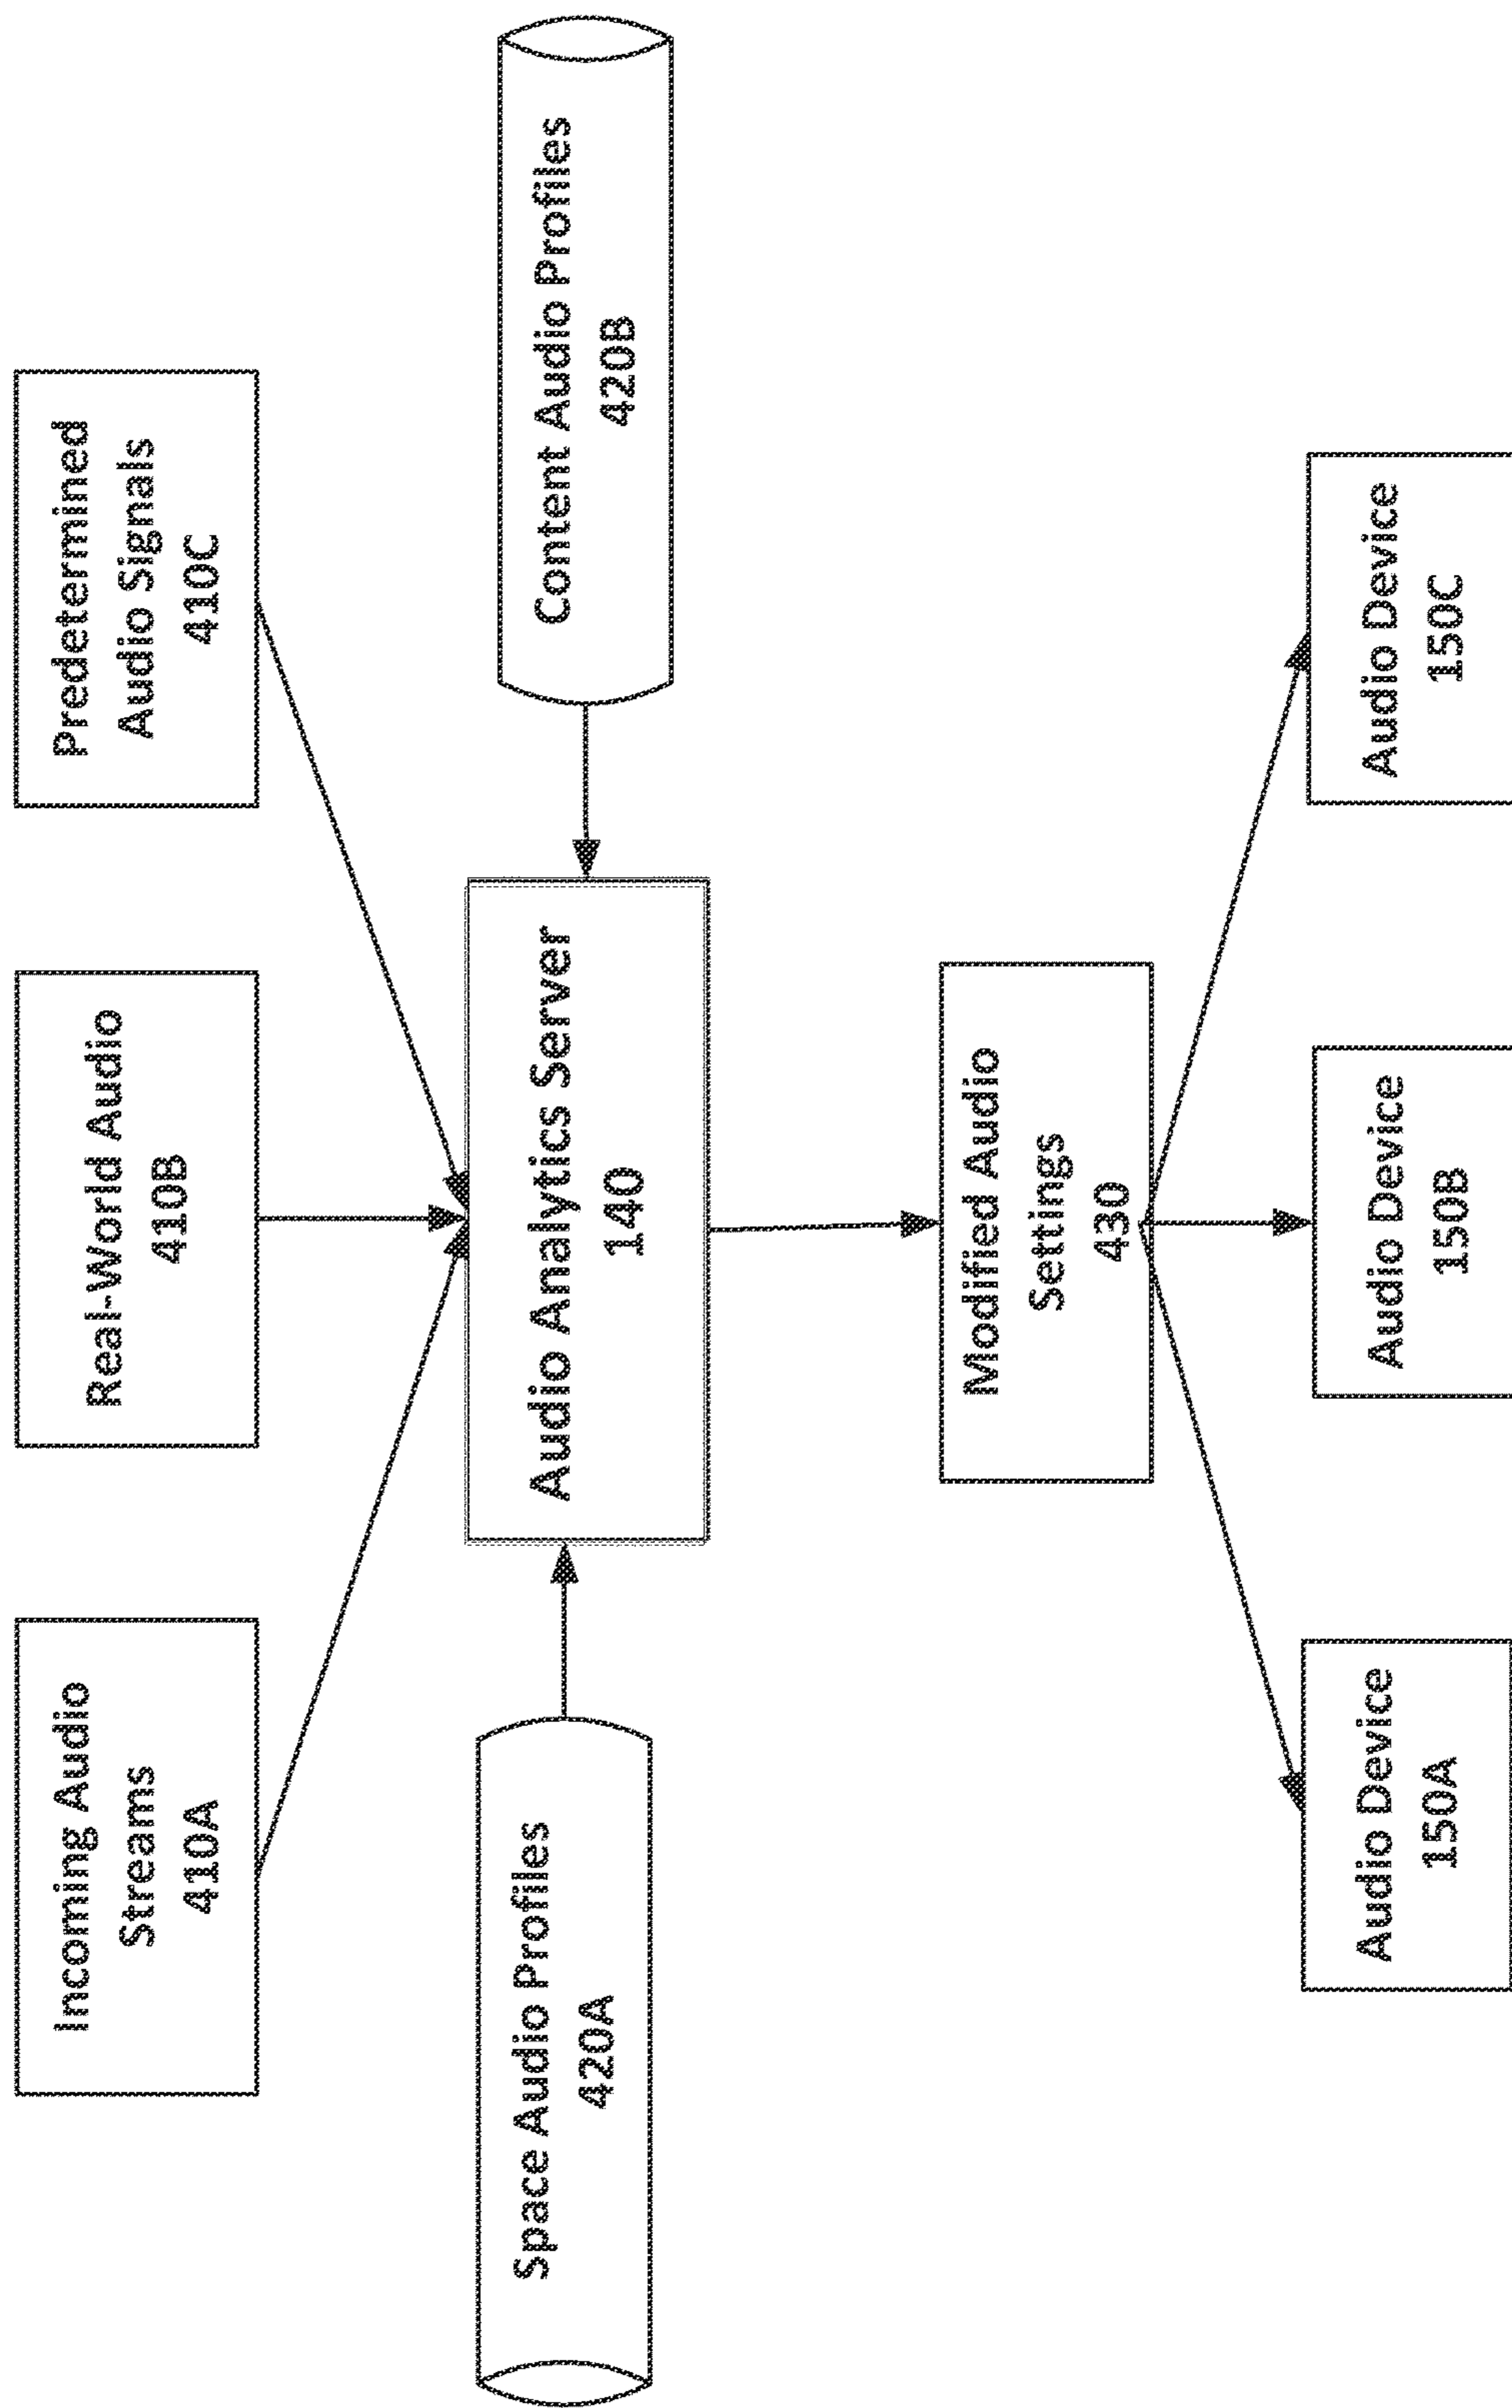 Incoming Audio
Streams
410A
Real-World Audio
410B
Predetermined
Audio Signals
410C
Space Audio Profiles
420A
Audio Analytics Server
140
Content Audio Profiles
420B
Modified Audio
Settings
430
Audio Device
150A
Audio Device
150B
Audio Device
150C